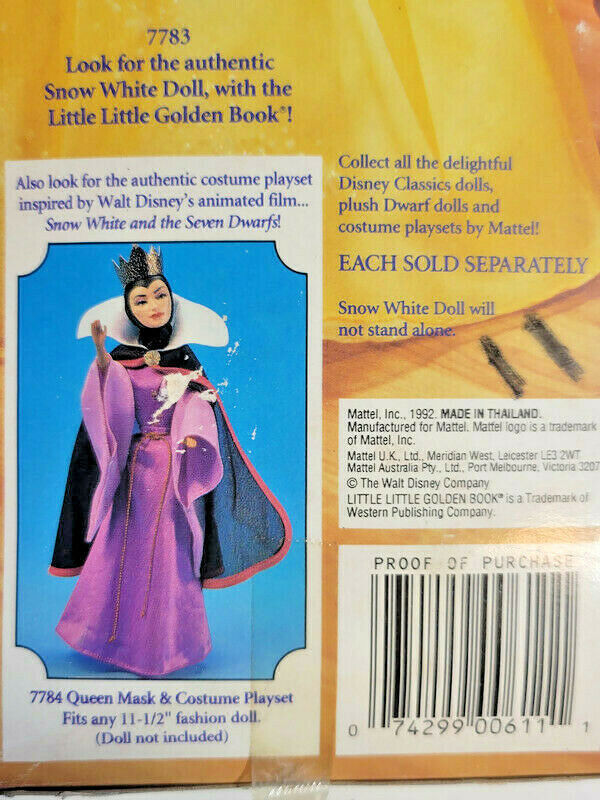 7783
Look for the authentic
Snow White Doll, with the
Little Little Golden Book®!
Also look for the authentic costume playset
inspired by Walt Disney's animated film...
Snow White and the Seven Dwarfs!
7784 Queen Mask & Costume Playset
Fits any 11-1/2" fashion doll.
(Doll not included)
Collect all the delightful
Disney Classics dolls,
plush Dwarf dolls and
costume playsets by Mattel!
EACH SOLD SEPARATELY
Snow White Doll will
not stand alone.
Mattel, Inc., 1992. MADE IN THAILAND.
Manufactured for Mattel. Mattel logo is a trademark
of Mattel, Inc.
Mattel U.K., Ltd., Meridian West, Leicester LE3 2WT
Mattel Australia Pty., Ltd., Port Melbourne, Victoria 3207
© The Walt Disney Company
LITTLE LITTLE GOLDEN BOOK® is a Trademark of
Western Publishing Company.
PROOF OF PURCHASE
0 74299 00611 1